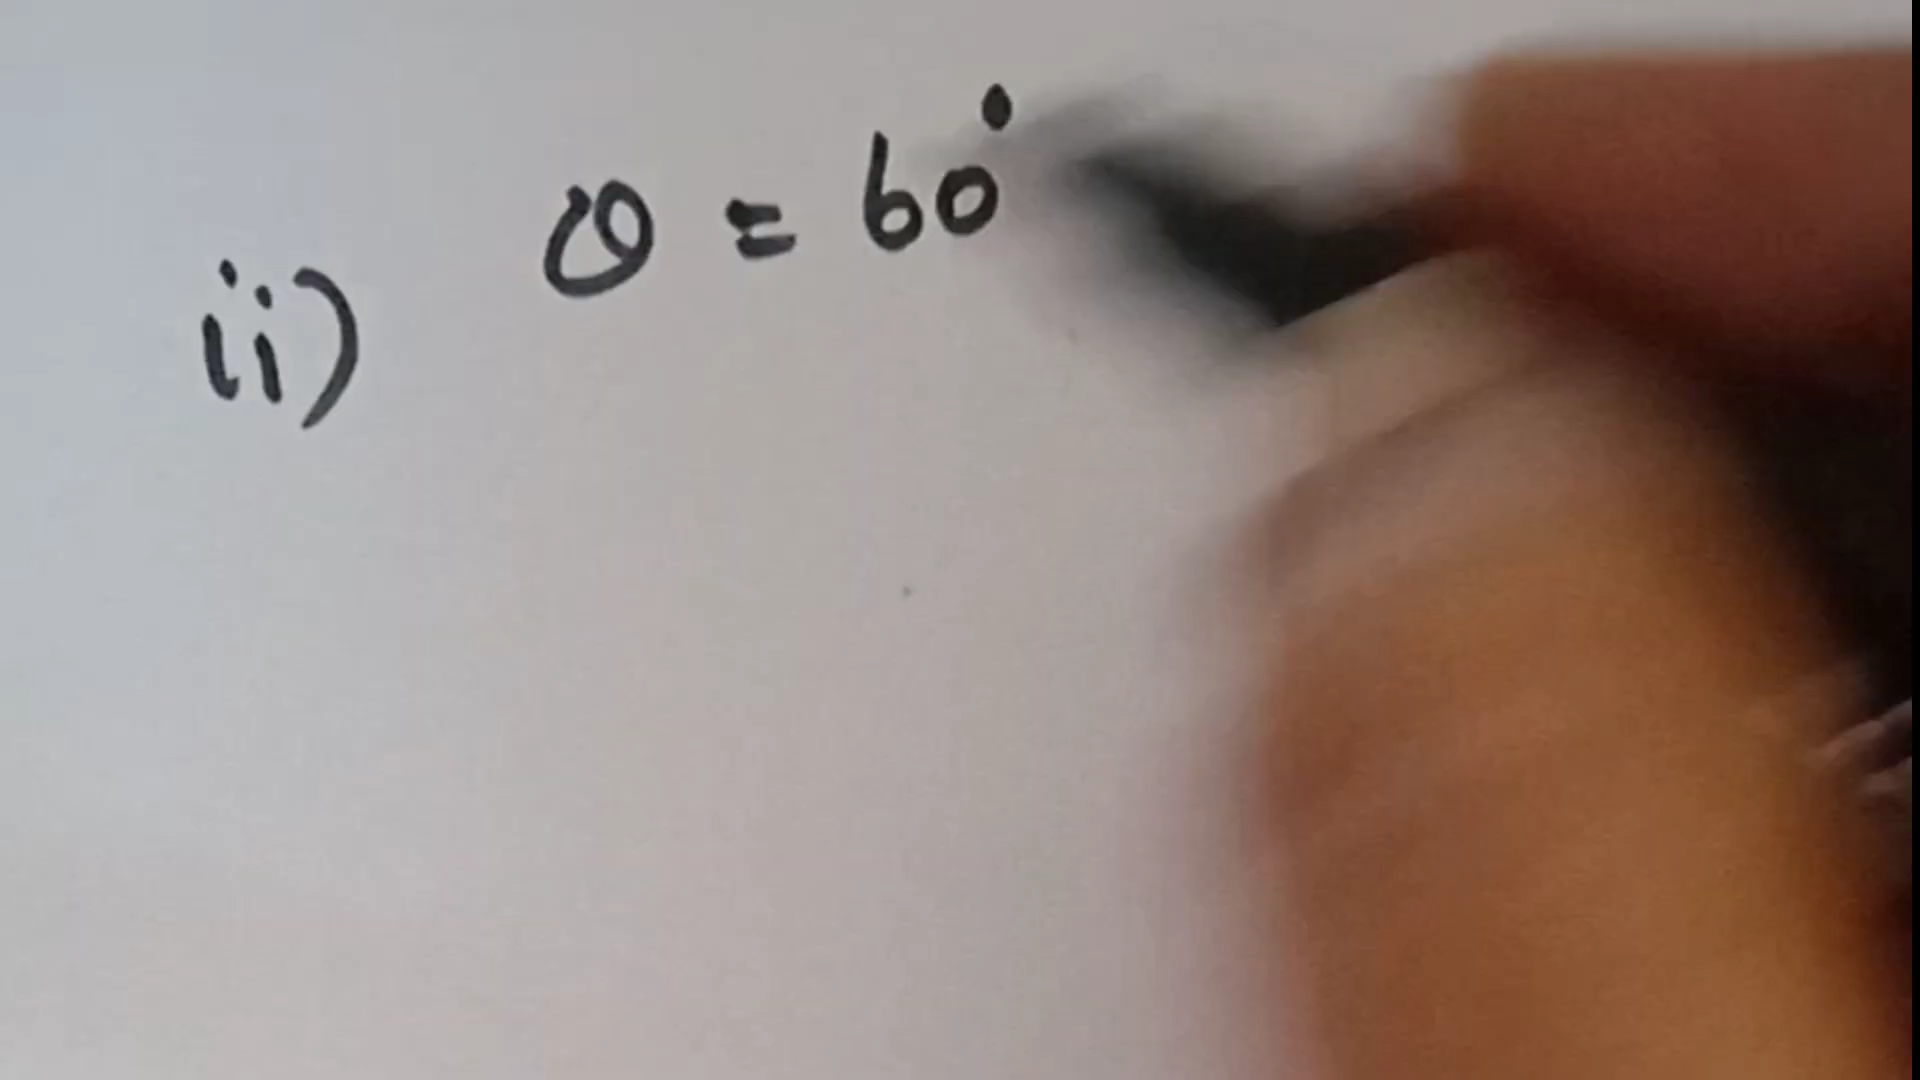 θ = 60°
ii)